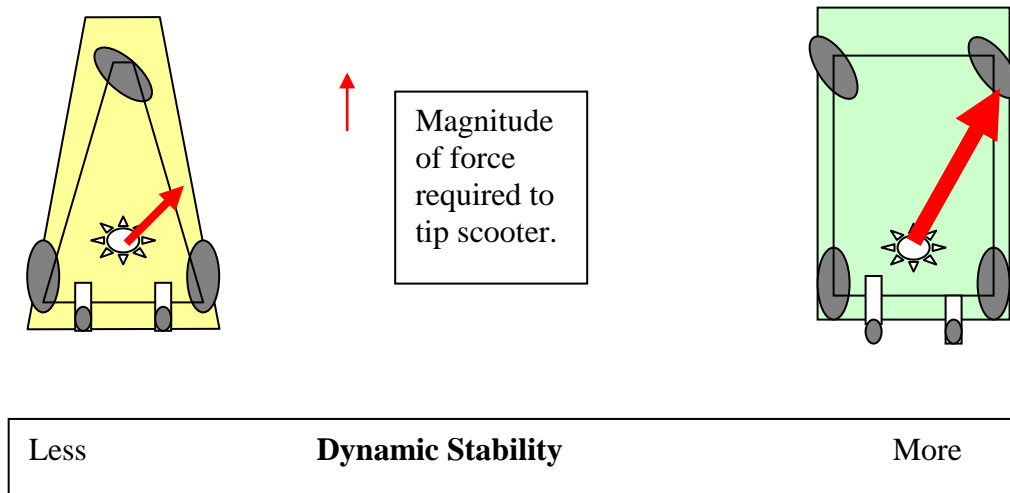 Magnitude
of force
required to
tip scooter.
Less Dynamic Stability More